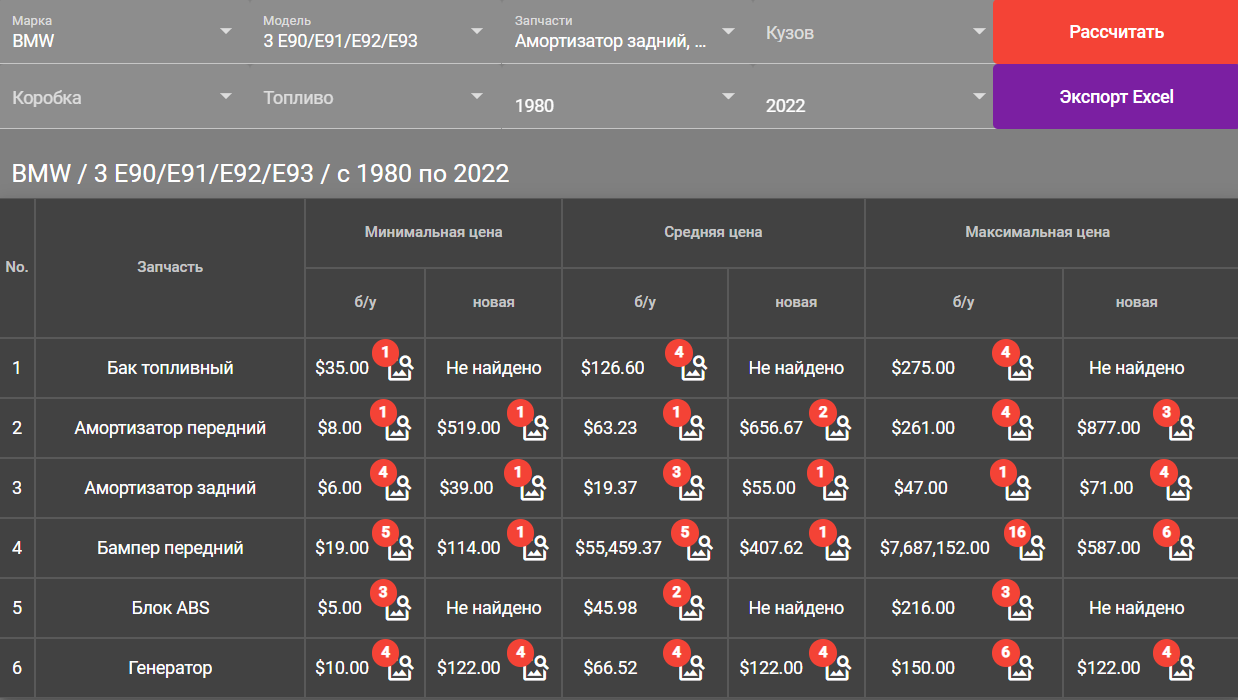 Марка
BMW
Модель
3 E90/E91/E92/E93
Запчасти
Амортизатор задний, ...
Кузов
Рассчитать
Коробка
Топливо
1980
2022
Экспорт Excel
BMW / 3 E90/E91/E92/E93 / с 1980 по 2022
No. Запчасть Минимальная цена Средняя цена Максимальная цена
б/у новая б/у новая б/у новая
1 Бак топливный $35.00 1 Не найдено $126.60 4 Не найдено $275.00 4 Не найдено
2 Амортизатор передний $8.00 1 $519.00 1 $63.23 1 $656.67 2 $261.00 4 $877.00 3
3 Амортизатор задний $6.00 4 $39.00 1 $19.37 3 $55.00 1 $47.00 1 $71.00 4
4 Бампер передний $19.00 5 $114.00 1 $55,459.37 5 $407.62 1 $7,687,152.00 16 $587.00 6
5 Блок ABS $5.00 3 Не найдено $45.98 2 Не найдено $216.00 3 Не найдено
6 Генератор $10.00 4 $122.00 4 $66.52 4 $122.00 4 $150.00 6 $122.00 4